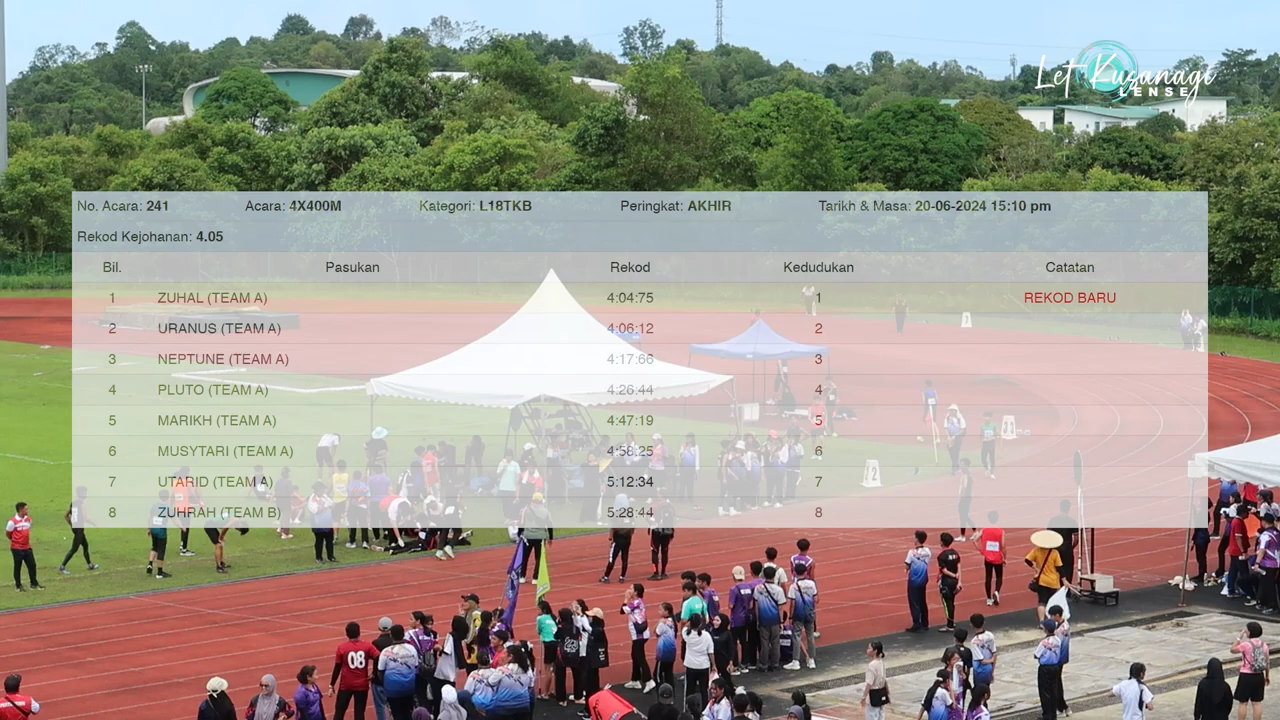 Let Kusanagi
LENSE
No. Acara: 241 Acara: 4X400M Kategori: L18TKB Peringkat: AKHIR Tarikh & Masa: 20-06-2024 15:10 pm
Rekod Kejohanan: 4.05
Bil. Pasukan Rekod Kedudukan Catatan
1 ZUHAL (TEAM A) 4:04:75 1 REKOD BARU
2 URANUS (TEAM A) 4:06:12 2
3 NEPTUNE (TEAM A) 4:17:66 3
4 PLUTO (TEAM A) 4:26:44 4
5 MARIKH (TEAM A) 4:47:19 5
6 MUSYTARI (TEAM A) 4:58:25 6
7 UTARID (TEAM A) 5:12:34 7
8 ZUHRAH (TEAM B) 5:28:44 8
2
08